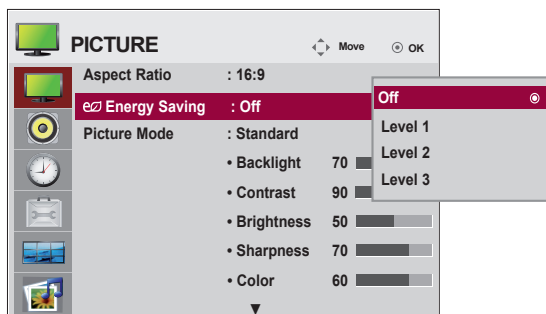 PICTURE Move OK
Aspect Ratio : 16:9
eØ Energy Saving : Off
Picture Mode : Standard
• Backlight 70
• Contrast 90
• Brightness 50
• Sharpness 70
• Color 60
▼
Off
Level 1
Level 2
Level 3